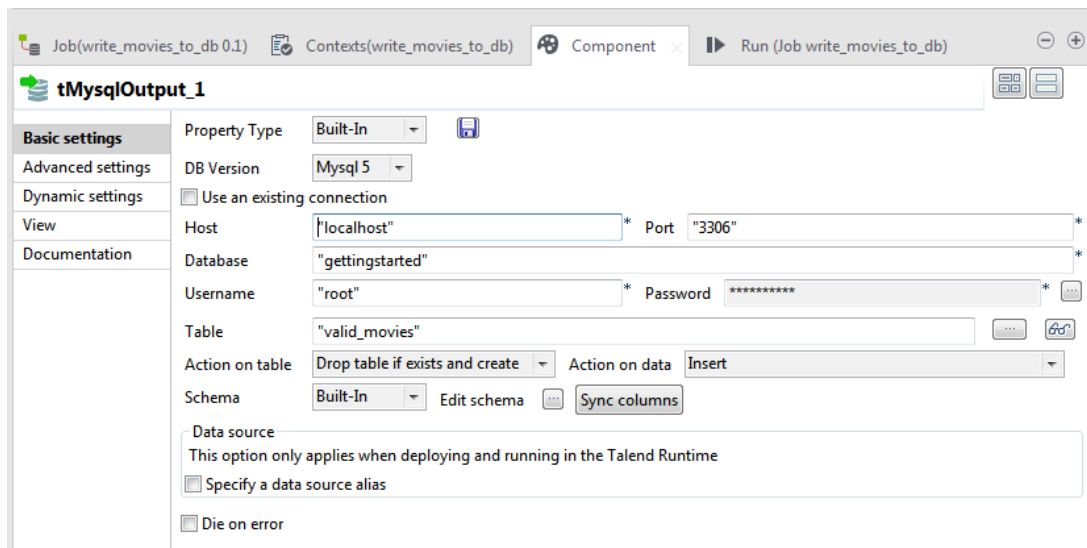 Job(write_movies_to_db 0.1) Contexts(write_movies_to_db) Component Run (Job write_movies_to_db)
tMysqlOutput_1
Basic settings
Advanced settings
Dynamic settings
View
Documentation
Property Type Built-In
DB Version Mysql 5
Use an existing connection
Host "localhost" * Port "3306" *
Database "gettingstarted" *
Username "root" * Password ********** * ...
Table "valid_movies" ...
Action on table Drop table if exists and create Action on data Insert
Schema Built-In Edit schema ... Sync columns
Data source
This option only applies when deploying and running in the Talend Runtime
Specify a data source alias
Die on error